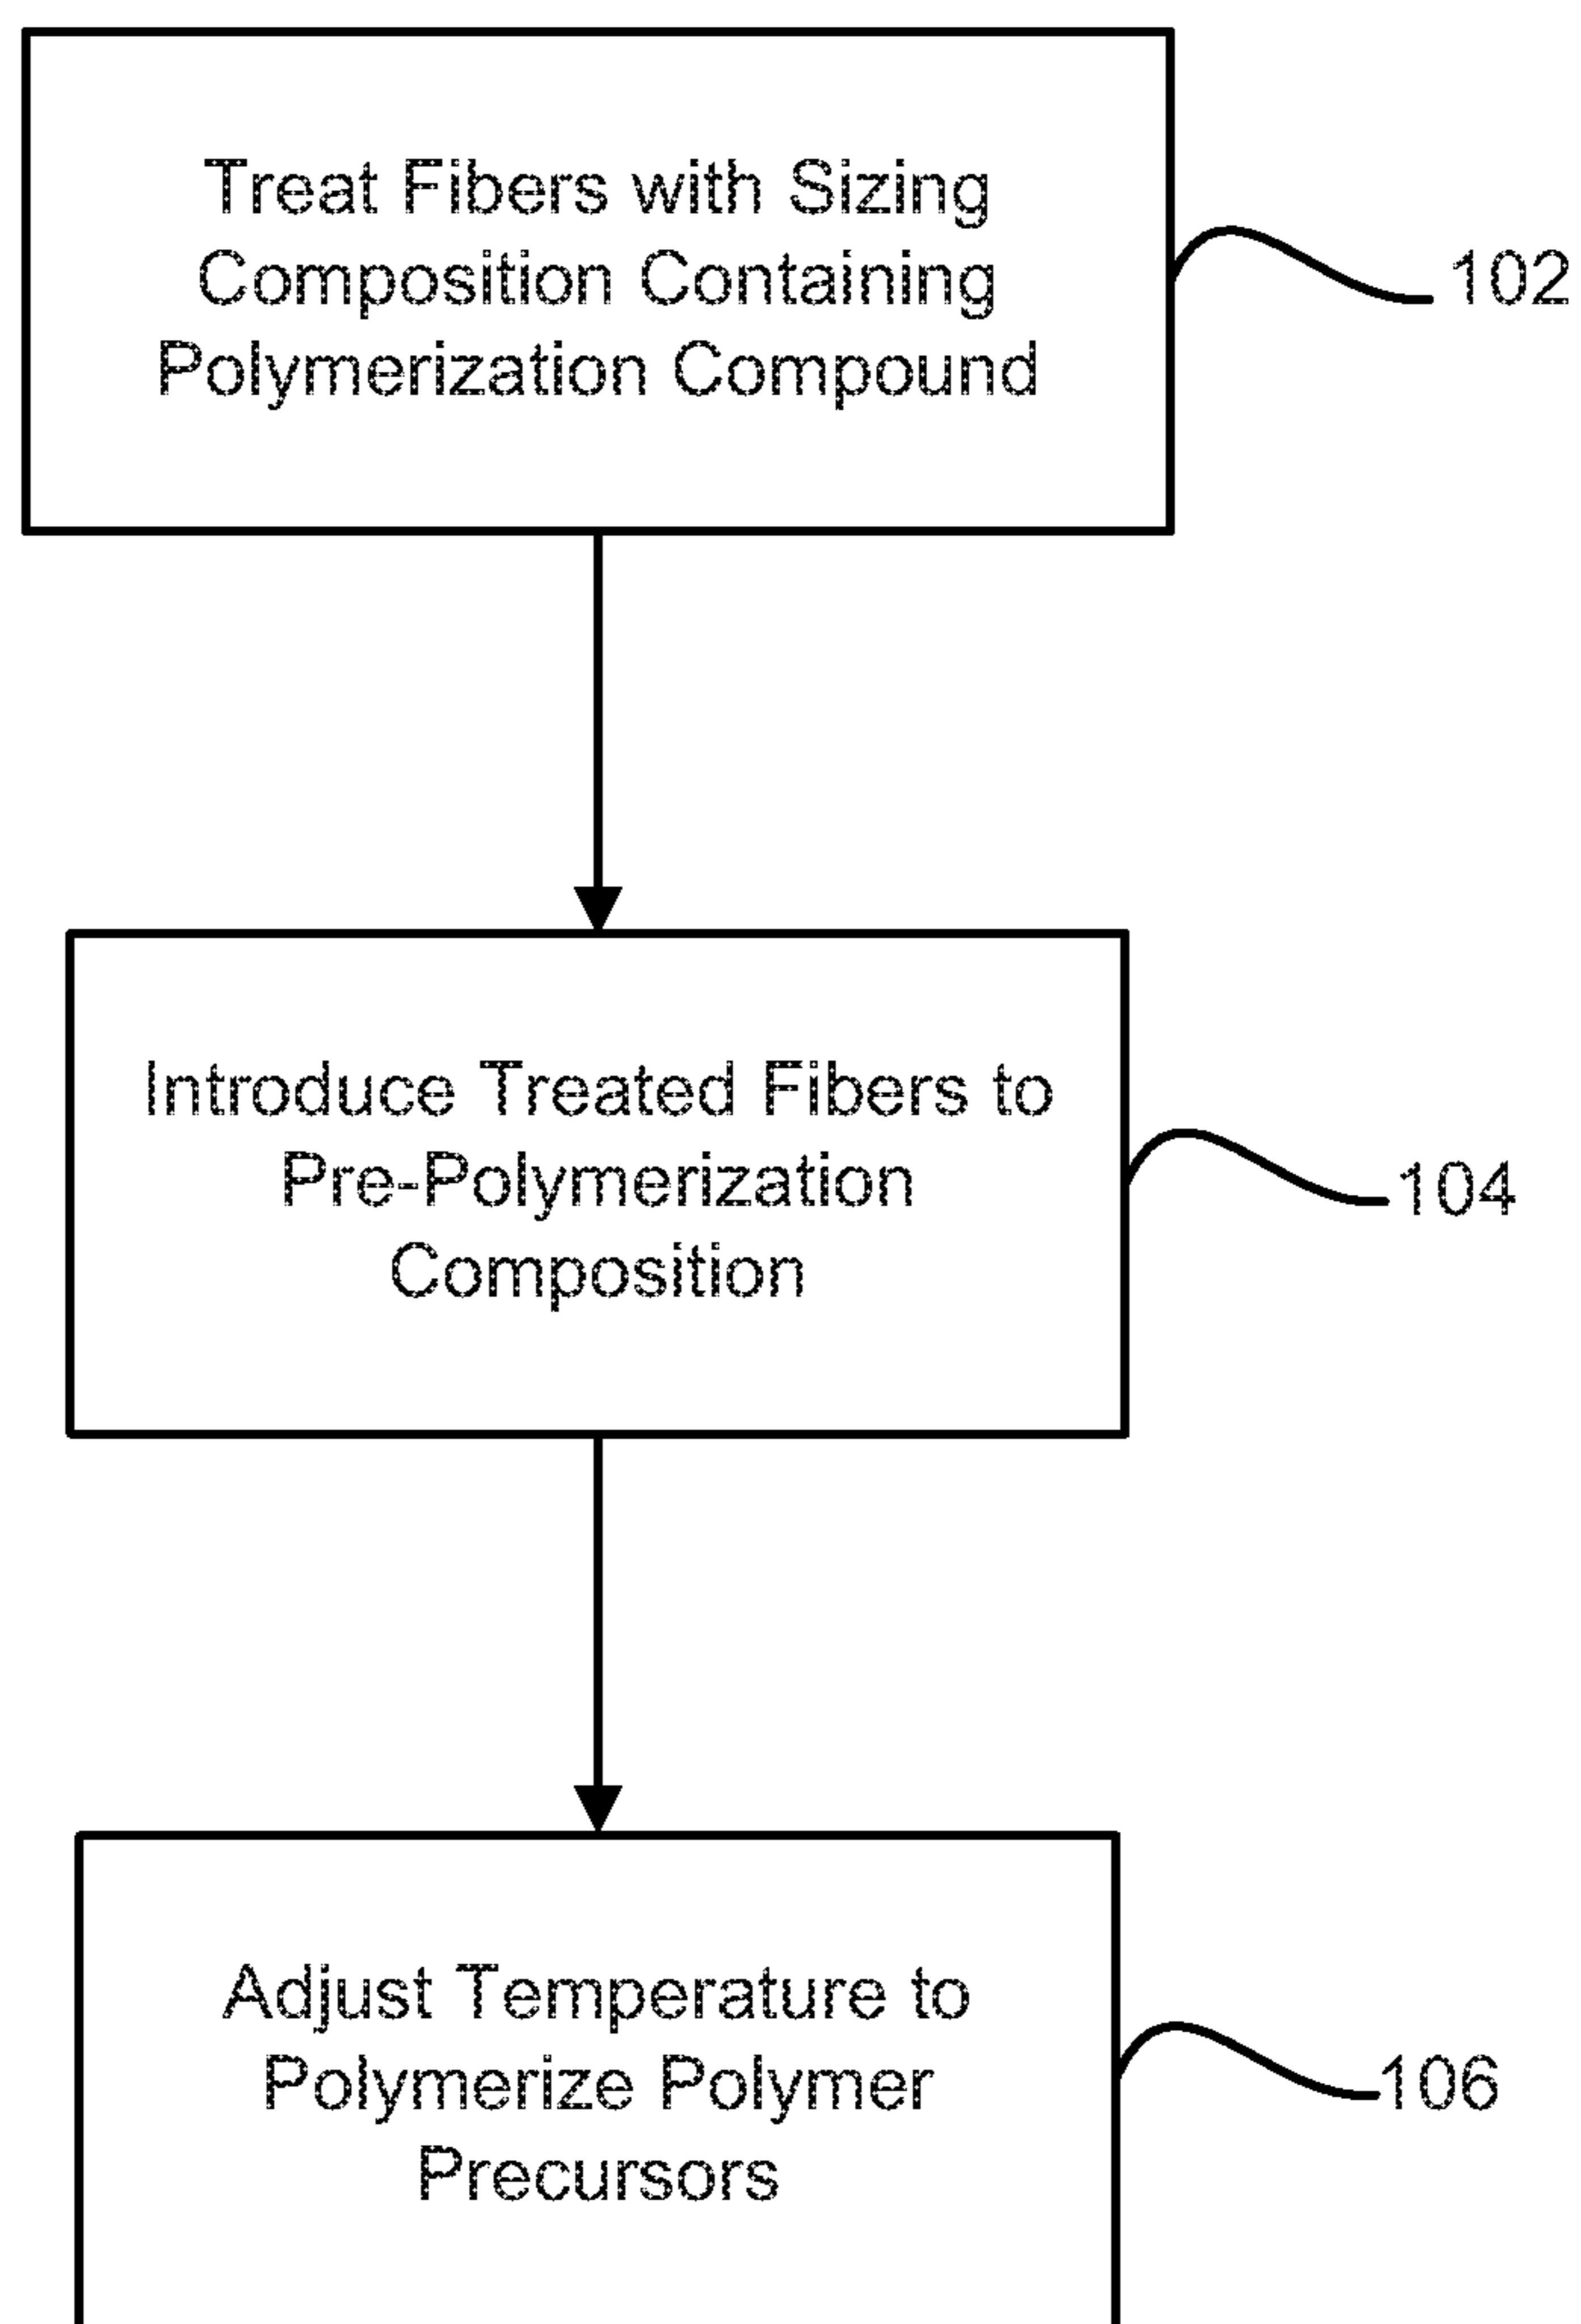 Treat Fibers with Sizing
Composition Containing
Polymerization Compound
102
Introduce Treated Fibers to
Pre-Polymerization
Composition
104
Adjust Temperature to
Polymerize Polymer
Precursors
106